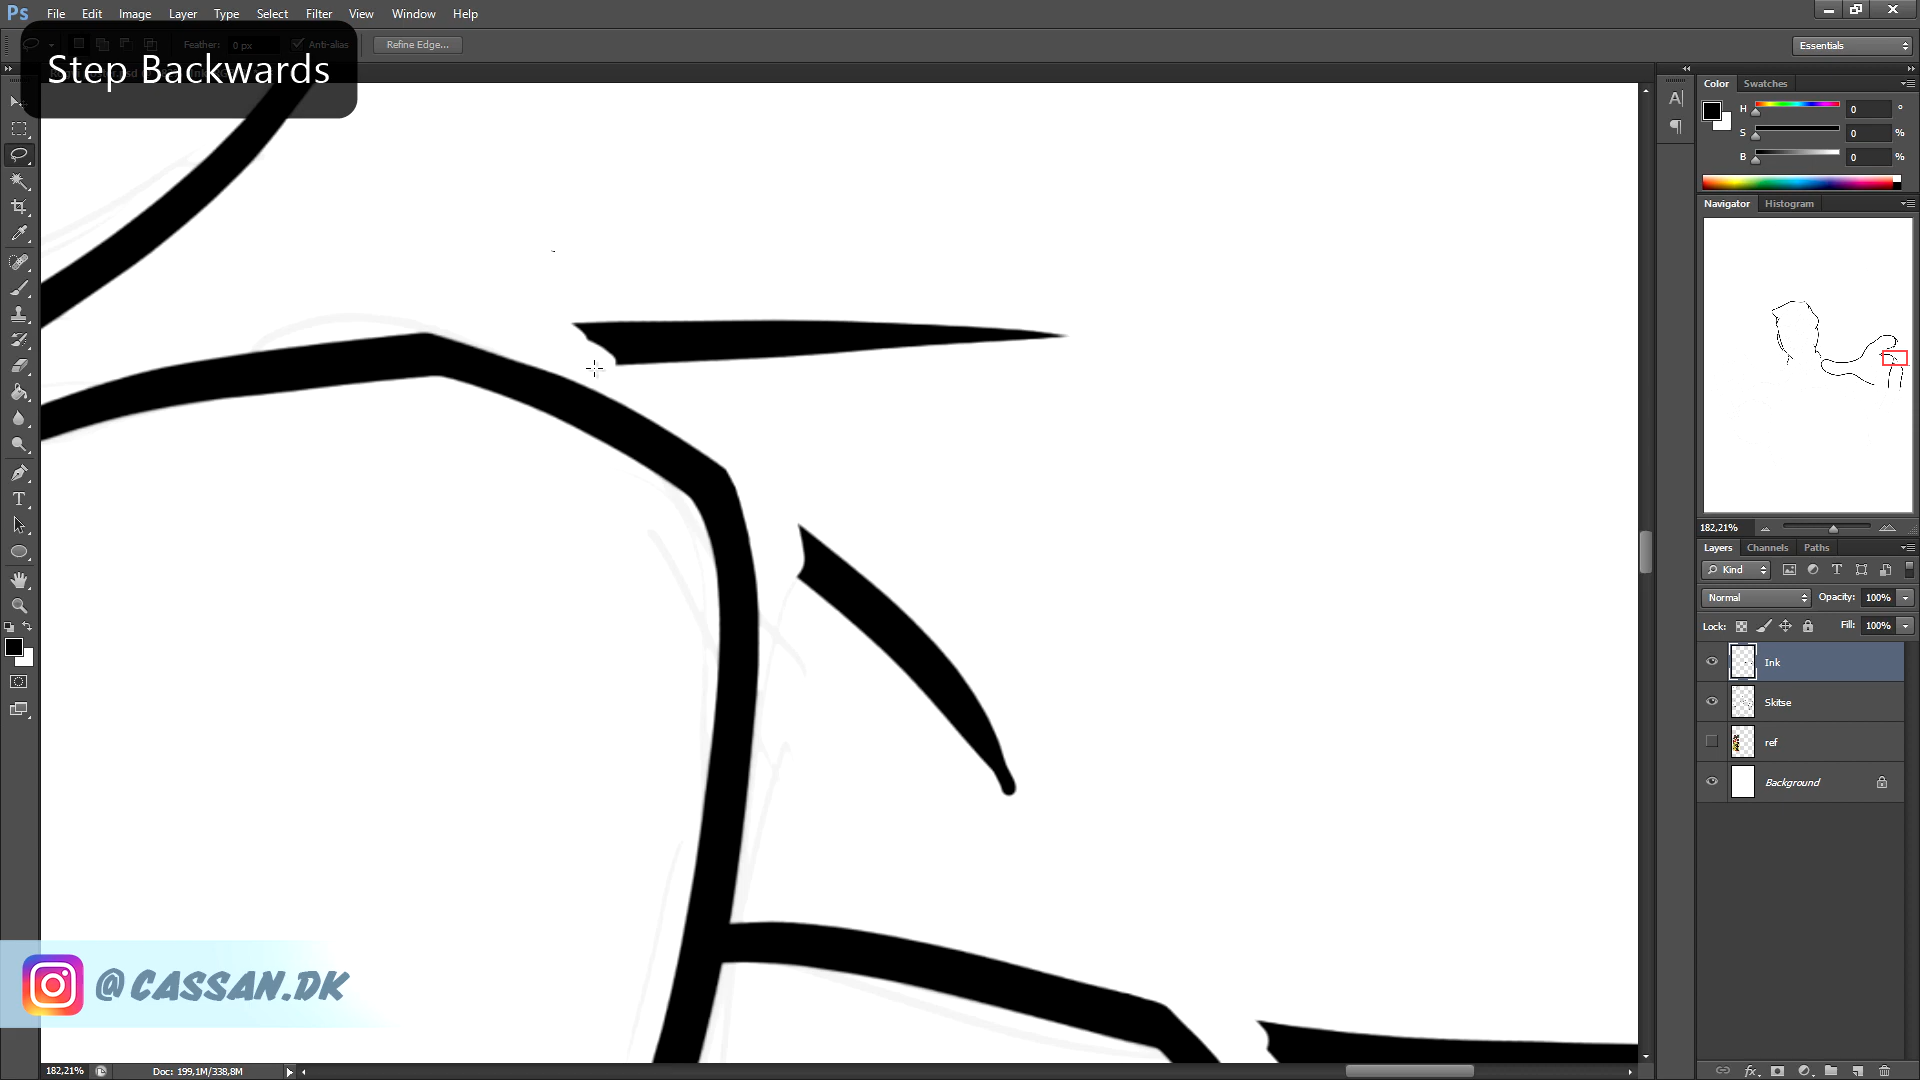 Ps File Edit Image Layer Type Select Filter View Window Help
Feather: 0 px Anti-alias Refine Edge... Essentials
Step Backwards
Color Swatches
H 0 °
S 0 %
B 0 %
Navigator Histogram
182,21%
Layers Channels Paths
Kind
Normal Opacity: 100%
Lock: Fill: 100%
Ink
Skitse
ref
Background
@CASSAN.DK
182,21% Doc: 199,1M/338,8M